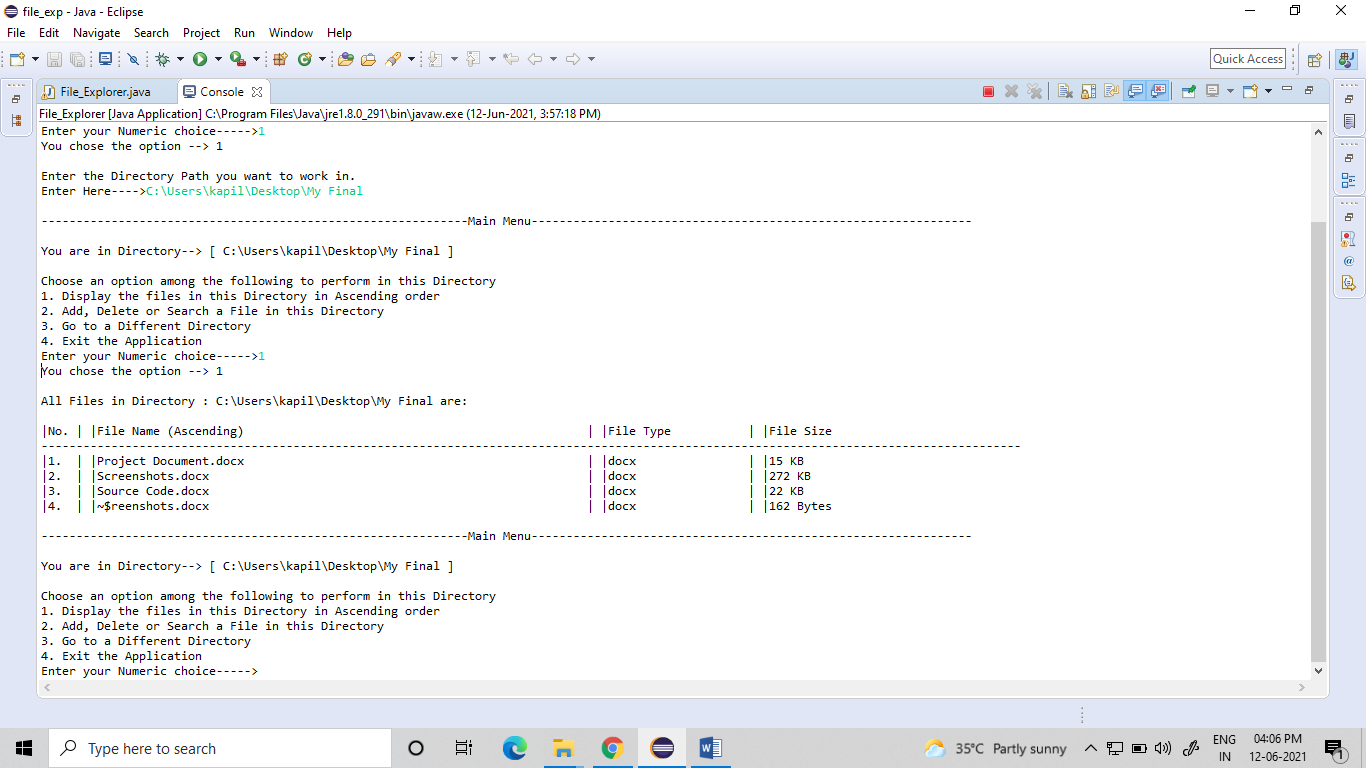 file_exp - Java - Eclipse
File Edit Navigate Search Project Run Window Help
Quick Access
File_Explorer.java Console
File_Explorer [Java Application] C:\Program Files\Java\jre1.8.0_291\bin\javaw.exe (12-Jun-2021, 3:57:18 PM)
Enter your Numeric choice----->1
You chose the option --> 1
Enter the Directory Path you want to work in.
Enter Here---->C:\Users\kapil\Desktop\My Final
-------------------------------------------------------------Main Menu---------------------------------------------------------------
You are in Directory--> [ C:\Users\kapil\Desktop\My Final ]
Choose an option among the following to perform in this Directory
1. Display the files in this Directory in Ascending order
2. Add, Delete or Search a File in this Directory
3. Go to a Different Directory
4. Exit the Application
Enter your Numeric choice----->1
You chose the option --> 1
All Files in Directory : C:\Users\kapil\Desktop\My Final are:
|No. | |File Name (Ascending) | |File Type | |File Size
--------------------------------------------------------------------------------------------------------------------------------------------
|1. | |Project Document.docx | |docx | |15 KB
|2. | |Screenshots.docx | |docx | |272 KB
|3. | |Source Code.docx | |docx | |22 KB
|4. | |~$reenshots.docx | |docx | |162 Bytes
-------------------------------------------------------------Main Menu---------------------------------------------------------------
You are in Directory--> [ C:\Users\kapil\Desktop\My Final ]
Choose an option among the following to perform in this Directory
1. Display the files in this Directory in Ascending order
2. Add, Delete or Search a File in this Directory
3. Go to a Different Directory
4. Exit the Application
Enter your Numeric choice----->
Type here to search
35°C Partly sunny
ENG
IN
04:06 PM
12-06-2021
1